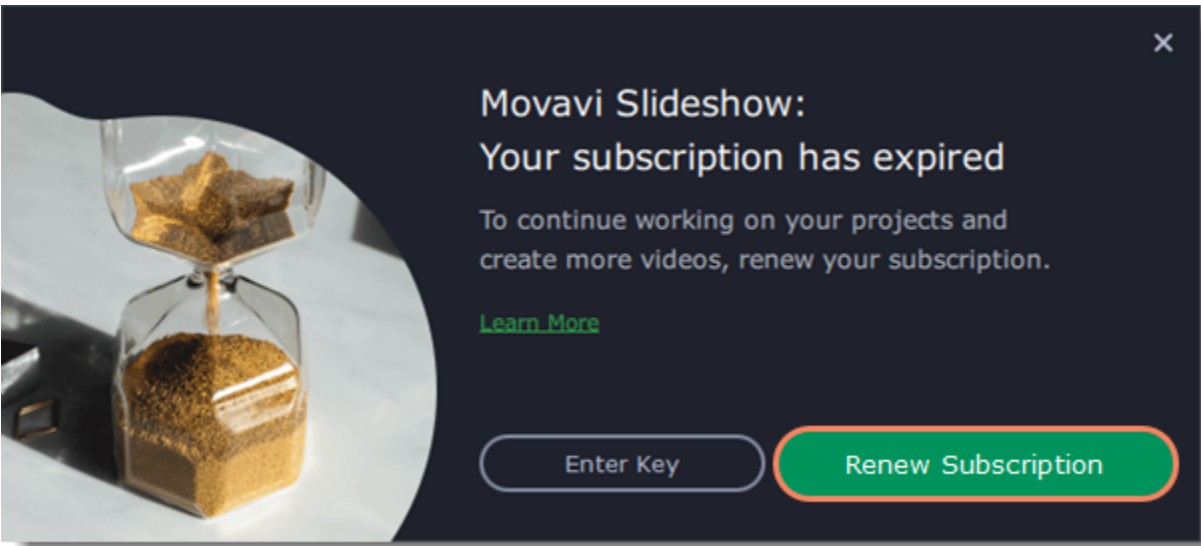 Movavi Slideshow:
Your subscription has expired
To continue working on your projects and
create more videos, renew your subscription.
Learn More
Enter Key
Renew Subscription